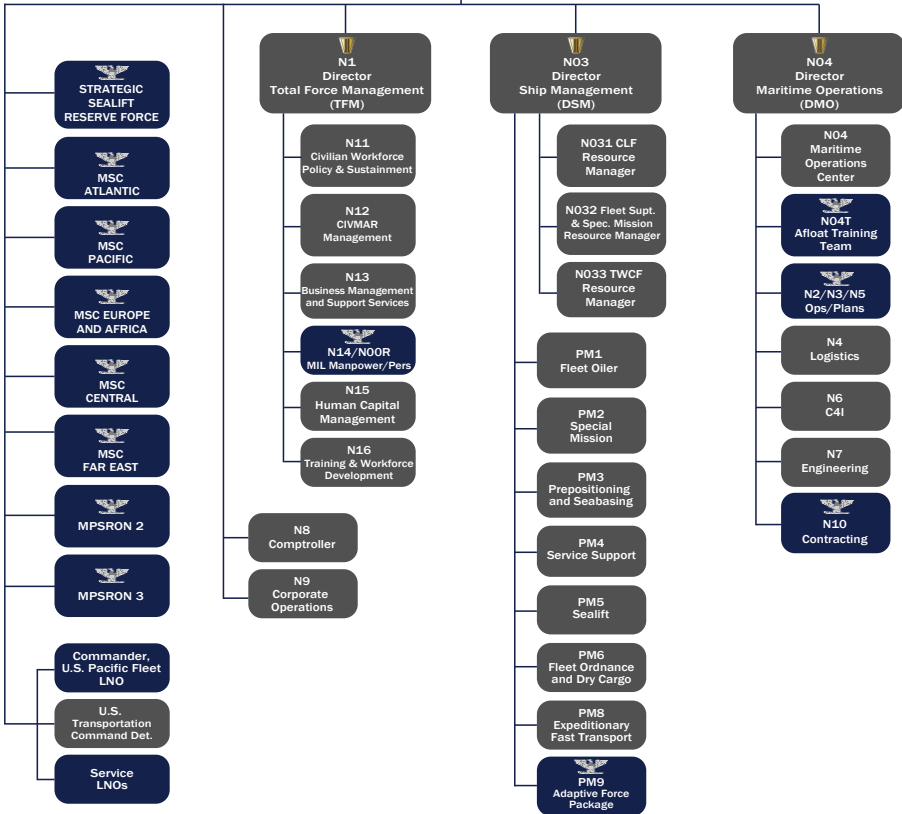 STRATEGIC
SEALIFT
RESERVE FORCE
MSC
ATLANTIC
MSC
PACIFIC
MSC EUROPE
AND AFRICA
MSC
CENTRAL
MSC
FAR EAST
MPSRON 2
MPSRON 3
Commander,
U.S. Pacific Fleet
LNO
U.S.
Transportation
Command Det.
Service
LNOs
N1
Director
Total Force Management
(TFM)
N11
Civilian Workforce
Policy & Sustainment
N12
CIVMAR
Management
N13
Business Management
and Support Services
N14/N00R
MIL Manpower/Pers
N15
Human Capital
Management
N16
Training & Workforce
Development
N8
Comptroller
N9
Corporate
Operations
N03
Director
Ship Management
(DSM)
N031 CLF
Resource
Manager
N032 Fleet Supt.
& Spec. Mission
Resource Manager
N033 TWCF
Resource
Manager
PM1
Fleet Oiler
PM2
Special
Mission
PM3
Prepositioning
and Seabasing
PM4
Service Support
PM5
Sealift
PM6
Fleet Ordnance
and Dry Cargo
PM8
Expeditionary
Fast Transport
PM9
Adaptive Force
Package
N04
Director
Maritime Operations
(DMO)
N04
Maritime
Operations
Center
N04T
Afloat Training
Team
N2/N3/N5
Ops/Plans
N4
Logistics
N6
C4I
N7
Engineering
N10
Contracting